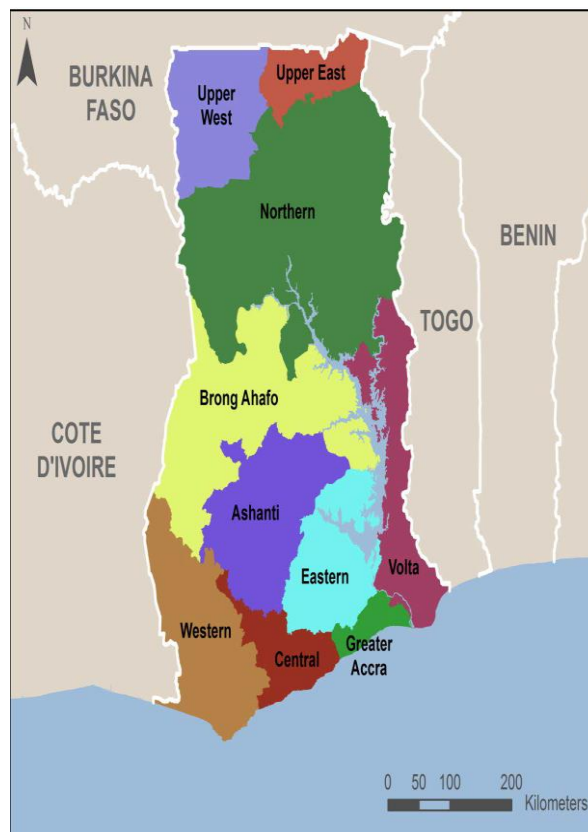 N
BURKINA
FASO
Upper
West
Upper East
Northern
BENIN
TOGO
Brong Ahafo
COTE
D'IVOIRE
Ashanti
Eastern
Volta
Western
Central
Greater
Accra
0 50 100 200
Kilometers